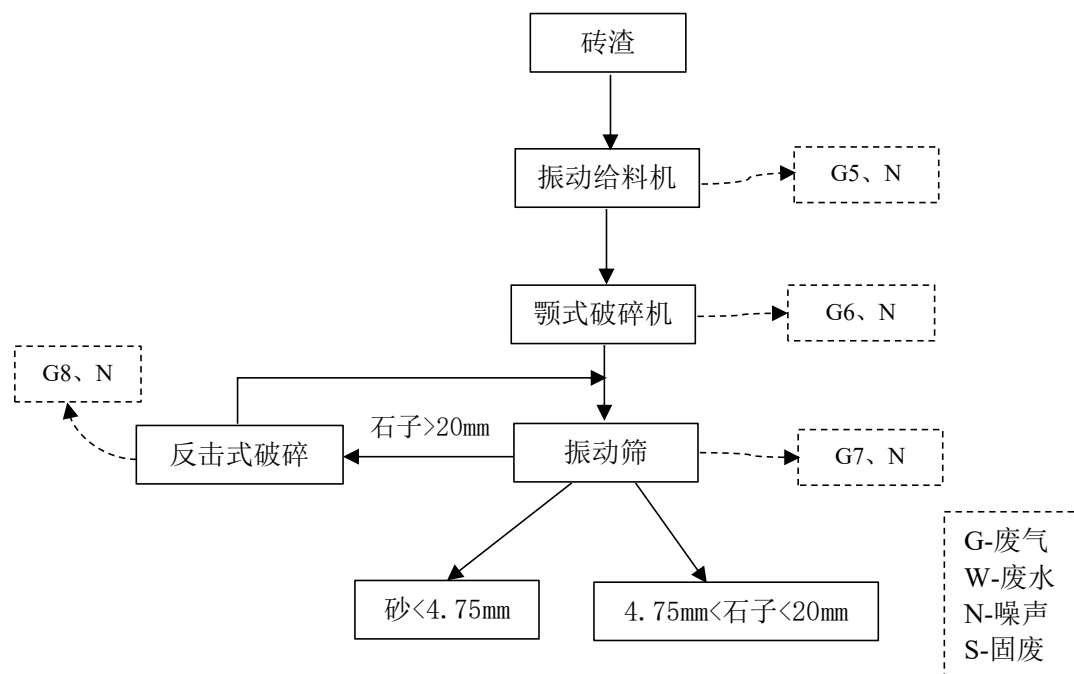 砖渣
振动给料机
G5、N
颚式破碎机
G6、N
G8、N
石子>20mm
反击式破碎
振动筛
G7、N
砂<4.75mm
4.75mm<石子<20mm
G-废气
W-废水
N-噪声
S-固废